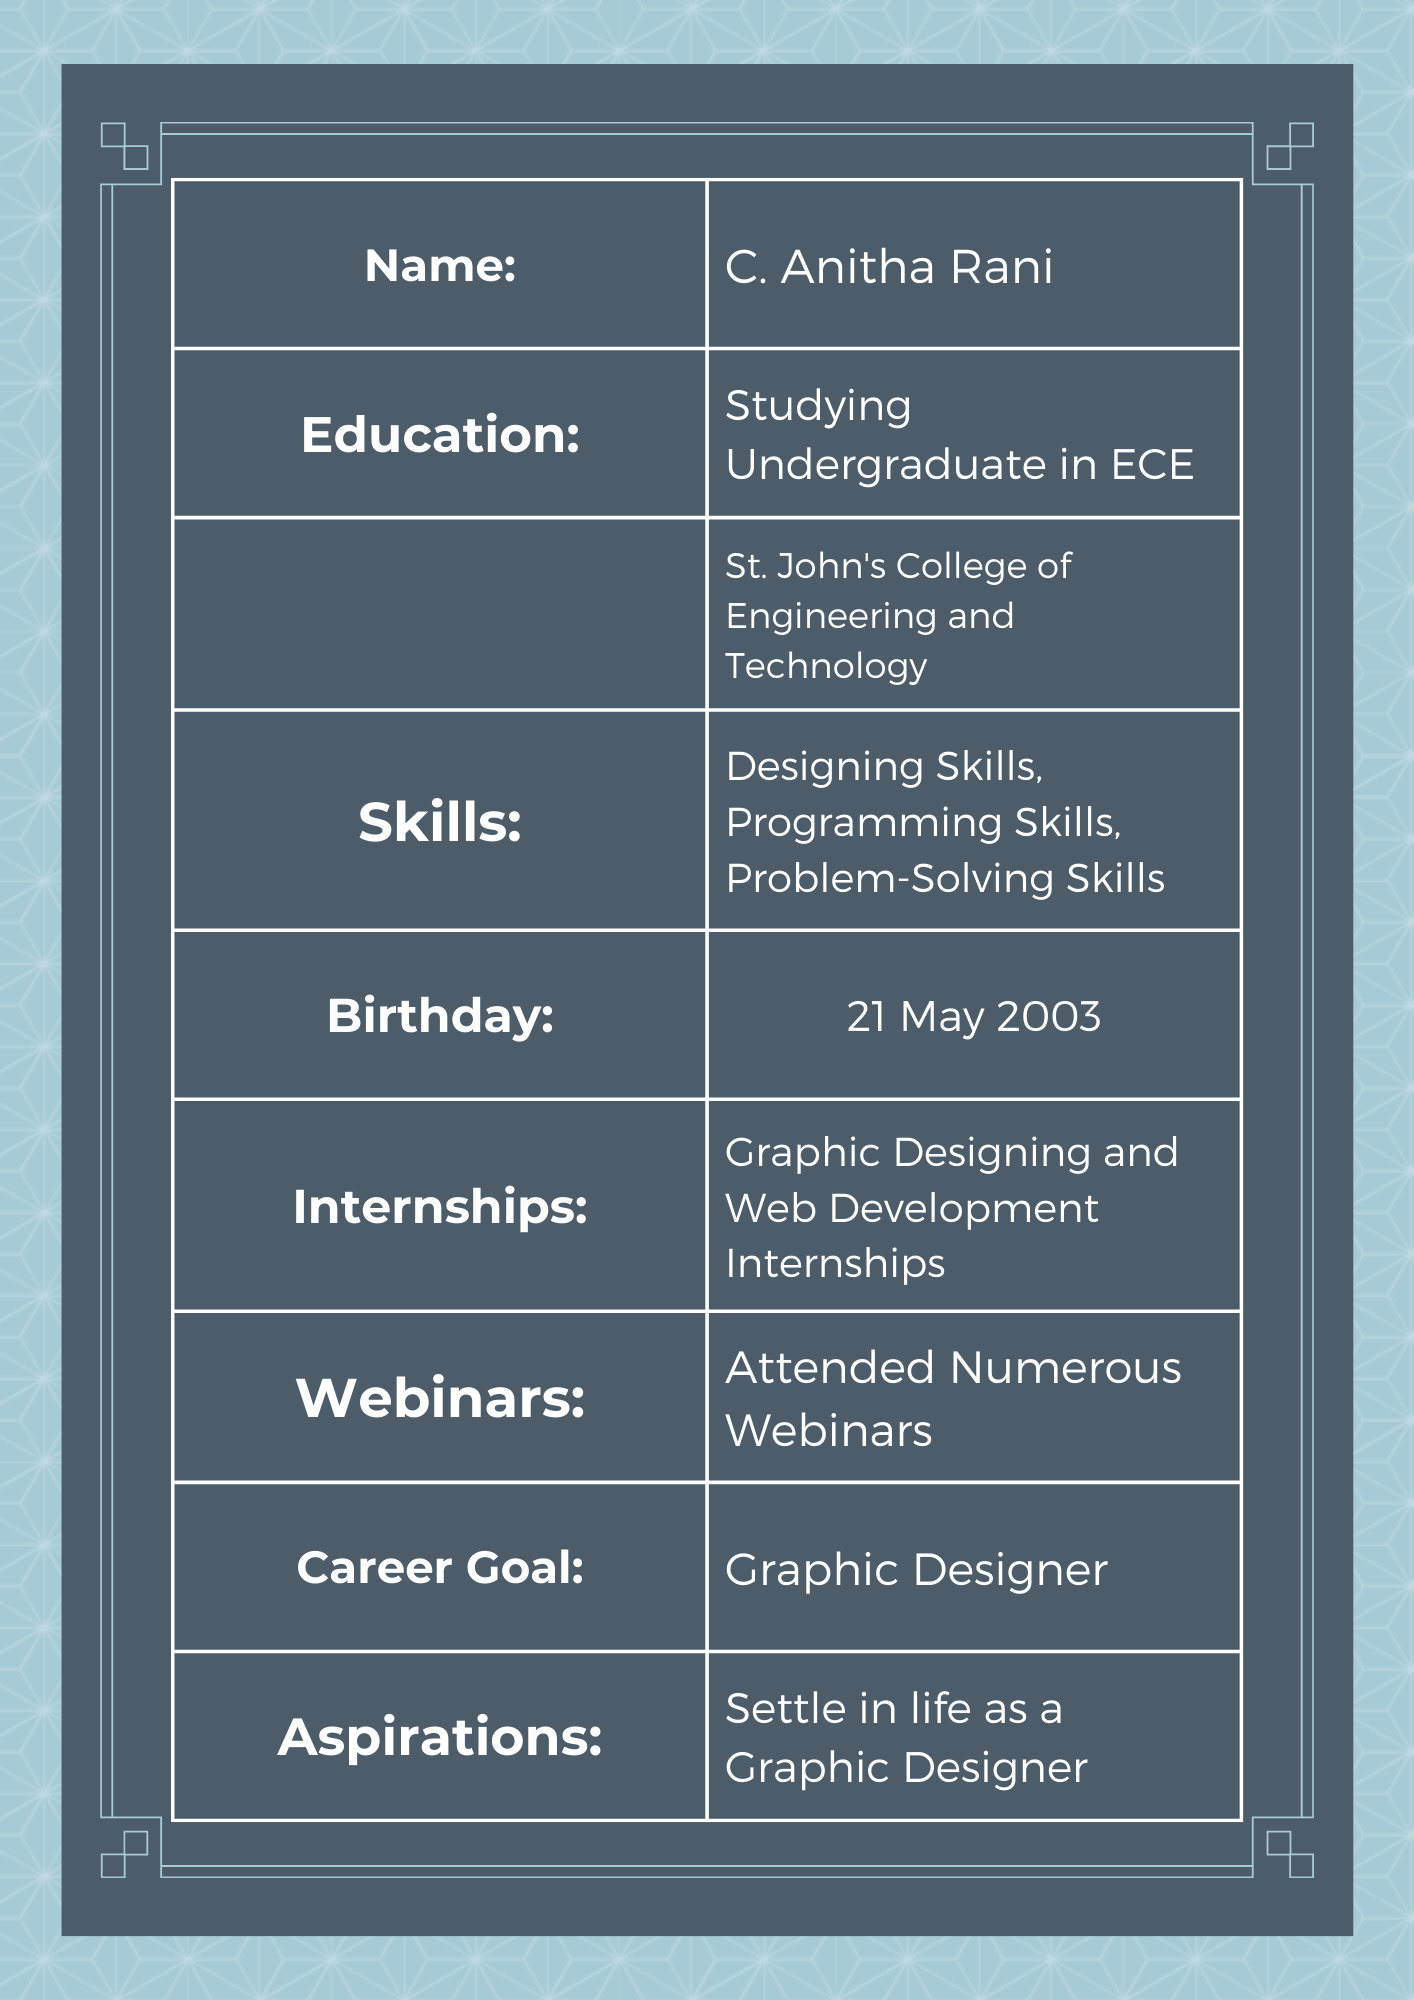 Name:
C. Anitha Rani
Education:
Studying
Undergraduate in ECE
St. John's College of
Engineering and
Technology
Skills:
Designing Skills,
Programming Skills,
Problem-Solving Skills
Birthday:
21 May 2003
Internships:
Graphic Designing and
Web Development
Internships
Webinars:
Attended Numerous
Webinars
Career Goal:
Graphic Designer
Aspirations:
Settle in life as a
Graphic Designer